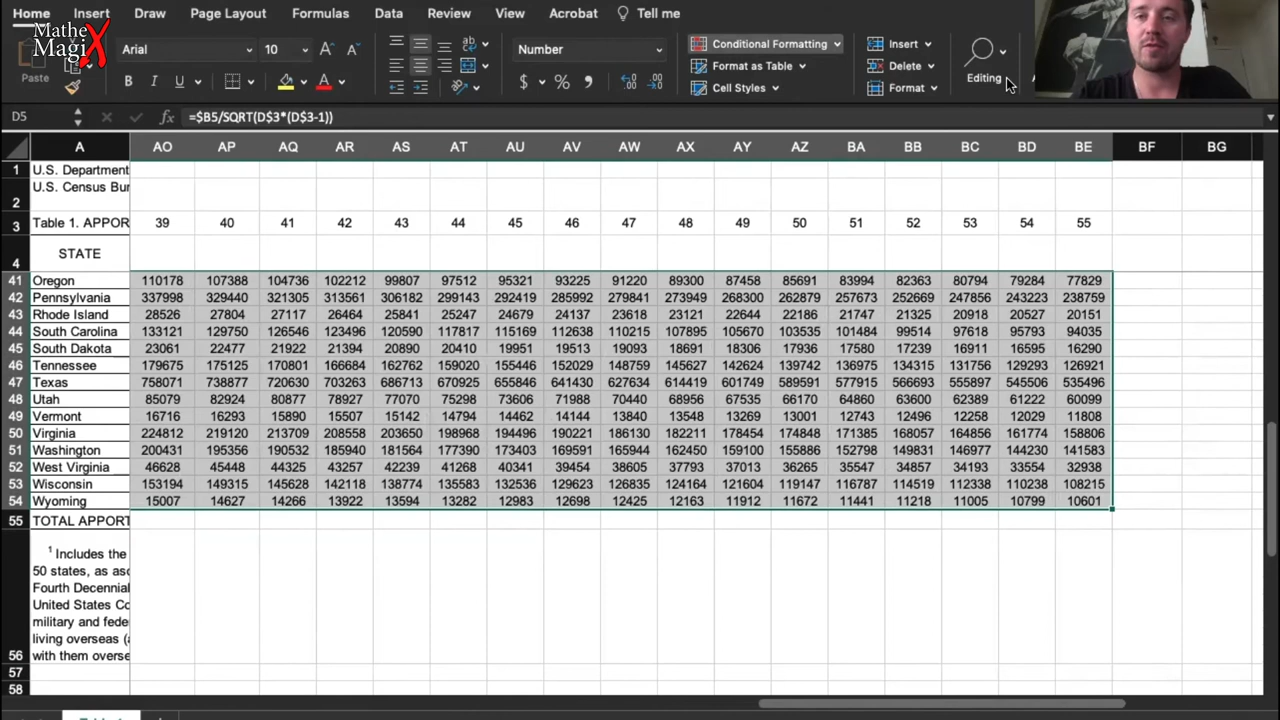 Home Insert Draw Page Layout Formulas Data Review View Acrobat Tell me
Mathe
MagiX
Arial 10 Number Conditional Formatting Insert
Paste Format as Table Delete Editing
B I U $ % Cell Styles Format
D5 fx =$B5/SQRT(D$3*(D$3-1))
A AO AP AQ AR AS AT AU AV AW AX AY AZ BA BB BC BD BE BF BG
1 U.S. Department
2 U.S. Census Bur
3 Table 1. APPOR 39 40 41 42 43 44 45 46 47 48 49 50 51 52 53 54 55
4 STATE
41 Oregon 110178 107388 104736 102212 99807 97512 95321 93225 91220 89300 87458 85691 83994 82363 80794 79284 77829
42 Pennsylvania 337998 329440 321305 313561 306182 299143 292419 285992 279841 273949 268300 262879 257673 252669 247856 243223 238759
43 Rhode Island 28526 27804 27117 26464 25841 25247 24679 24137 23618 23121 22644 22186 21747 21325 20918 20527 20151
44 South Carolina 133121 129750 126546 123496 120590 117817 115169 112638 110215 107895 105670 103535 101484 99514 97618 95793 94035
45 South Dakota 23061 22477 21922 21394 20890 20410 19951 19513 19093 18691 18306 17936 17580 17239 16911 16595 16290
46 Tennessee 179675 175125 170801 166684 162762 159020 155446 152029 148759 145627 142624 139742 136975 134315 131756 129293 126921
47 Texas 758071 738877 720630 703263 686713 670925 655846 641430 627634 614419 601749 589591 577915 566693 555897 545506 535496
48 Utah 85079 82924 80877 78927 77070 75298 73606 71988 70440 68956 67535 66170 64860 63600 62389 61222 60099
49 Vermont 16716 16293 15890 15507 15142 14794 14462 14144 13840 13548 13269 13001 12743 12496 12258 12029 11808
50 Virginia 224812 219120 213709 208558 203650 198968 194496 190221 186130 182211 178454 174848 171385 168057 164856 161774 158806
51 Washington 200431 195356 190532 185940 181564 177390 173403 169591 165944 162450 159100 155886 152798 149831 146977 144230 141583
52 West Virginia 46628 45448 44325 43257 42239 41268 40341 39454 38605 37793 37013 36265 35547 34857 34193 33554 32938
53 Wisconsin 153194 149315 145628 142118 138774 135583 132535 129623 126835 124164 121604 119147 116787 114519 112338 110238 108215
54 Wyoming 15007 14627 14266 13922 13594 13282 12983 12698 12425 12163 11912 11672 11441 11218 11005 10799 10601
55 TOTAL APPORT
1 Includes the
50 states, as asc
Fourth Decennial
United States Co
military and fede
living overseas (a
56 with them overse
57
58